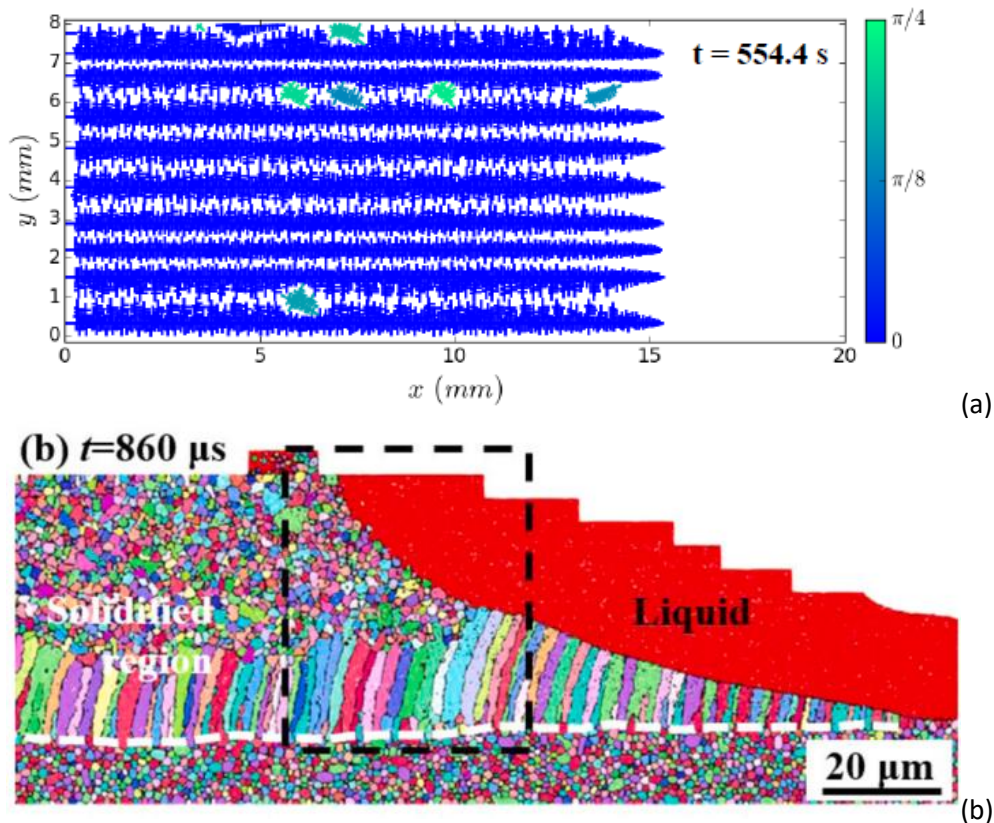 8
7
6
5
4
3
2
1
0
y (mm)
t = 554.4 s
π/4
π/8
0
0 5 10 15 20
x (mm)
(a)
(b) t=860 μs
Solidified
region
Liquid
20 μm
(b)